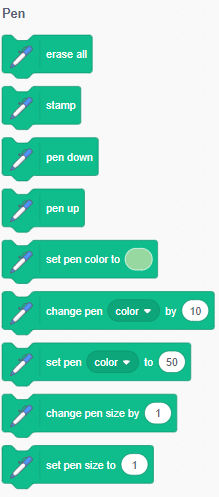 Pen
erase all
stamp
pen down
pen up
set pen color to
change pen color by 10
set pen color to 50
change pen size by 1
set pen size to 1